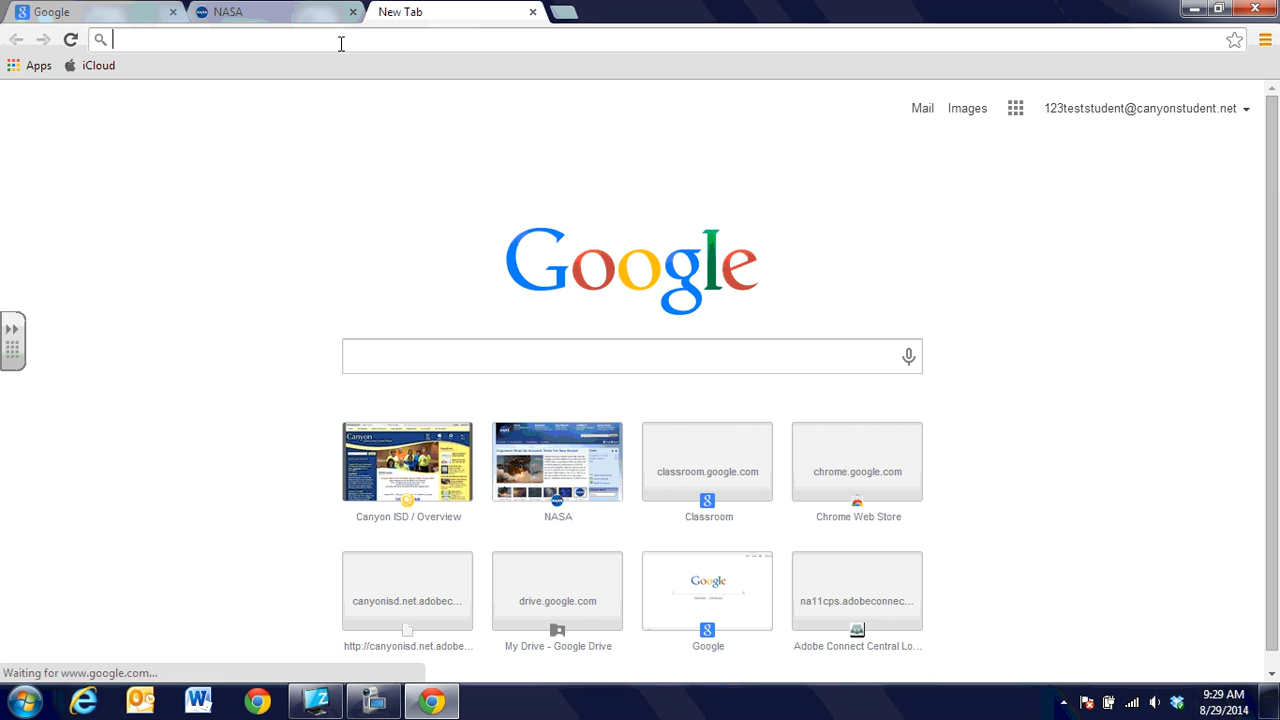 Google
NASA
New Tab
Apps
iCloud
Mail
Images
123teststudent@canyonstudent.net
Google
classroom.google.com
chrome.google.com
Canyon ISD / Overview
NASA
Classroom
Chrome Web Store
canyonisd.net.adobec...
drive.google.com
Google
na11cps.adobeconnec...
http://canyonisd.net.adobe...
My Drive - Google Drive
Google
Adobe Connect Central Lo...
Waiting for www.google.com...
9:29 AM
8/29/2014